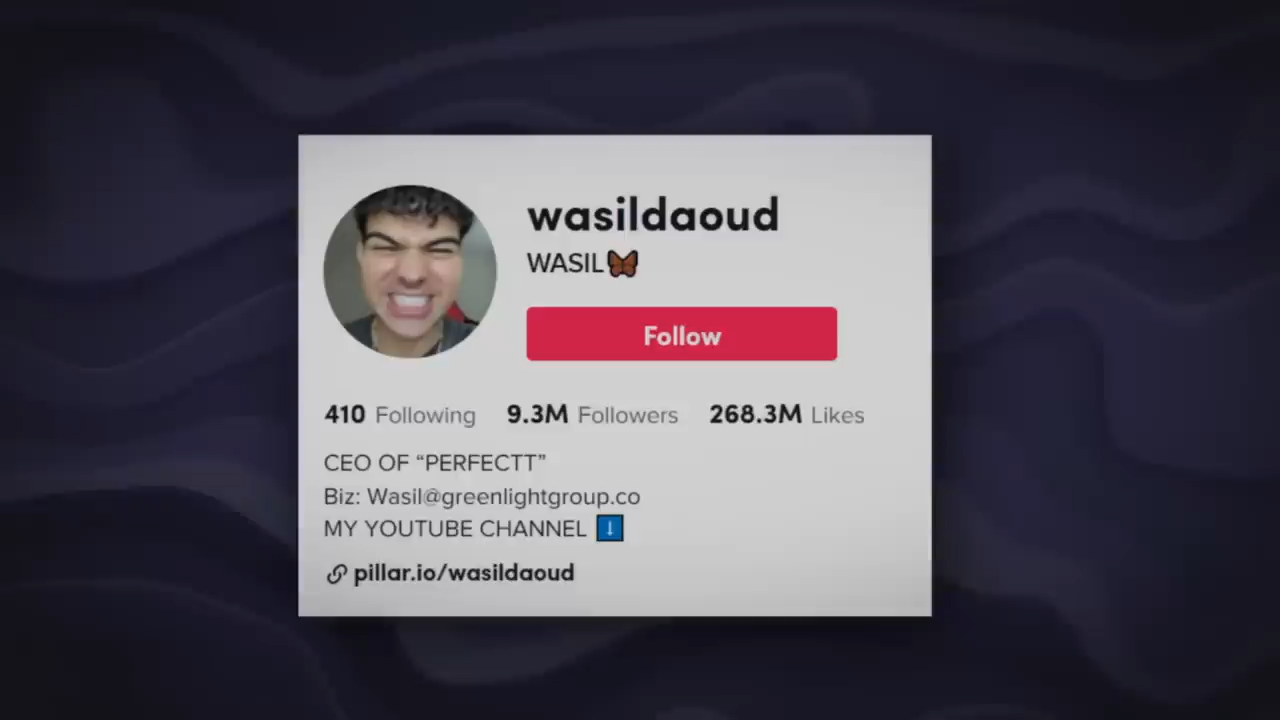 wasildaoud
WASIL🦋
Follow
410 Following 9.3M Followers 268.3M Likes
CEO OF “PERFECTT”
Biz: Wasil@greenlightgroup.co
MY YOUTUBE CHANNEL ⬇️
pillar.io/wasildaoud